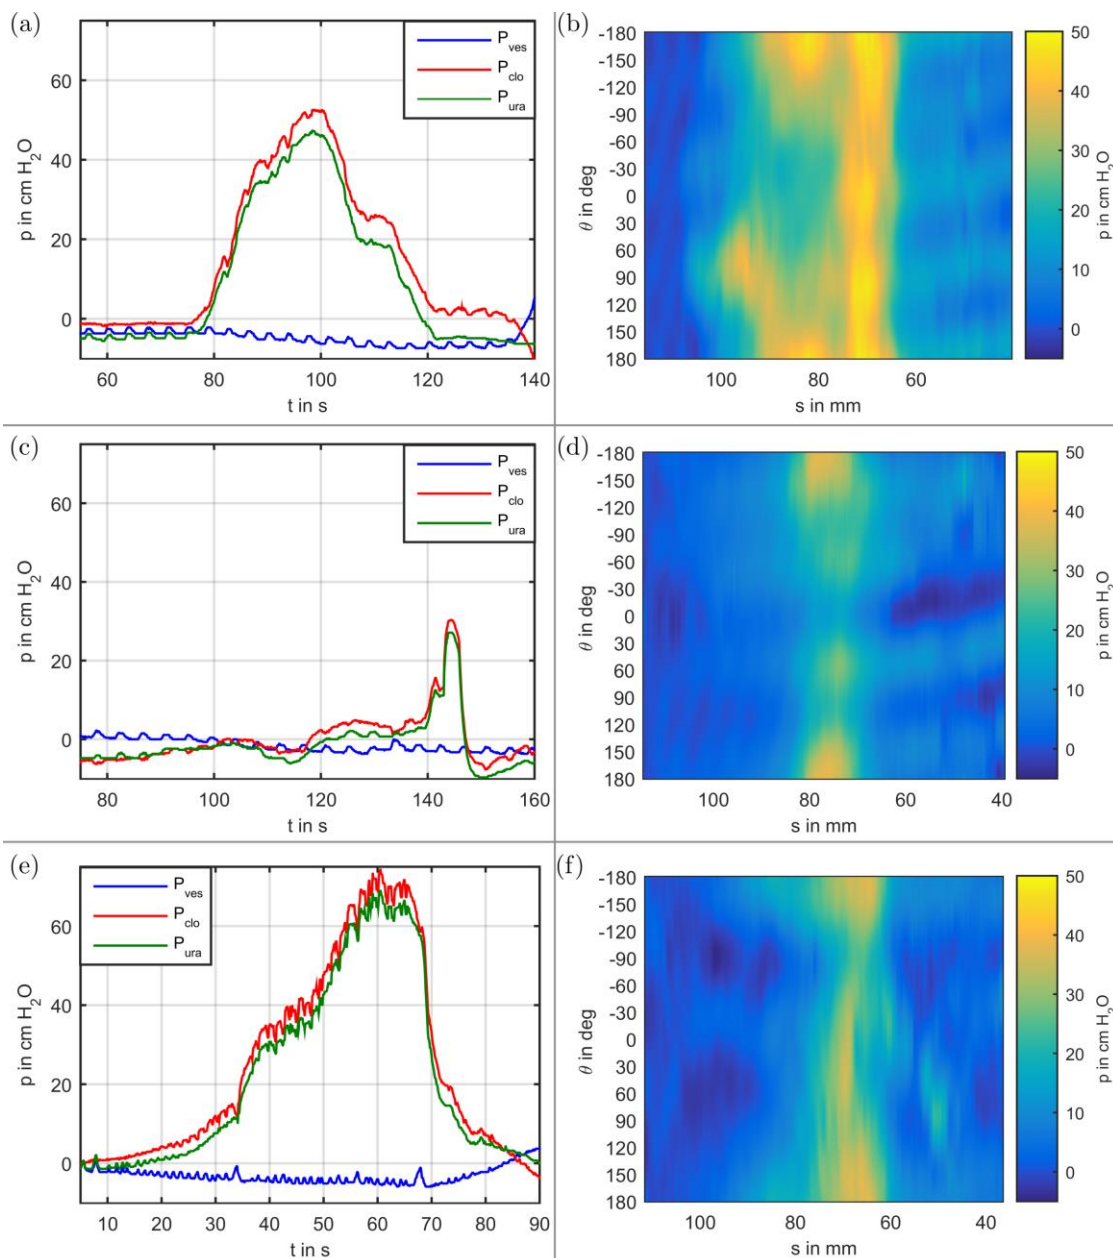 (a)
P_ves
P_clo
P_ura
60
40
20
0
p in cm H₂O
60 80 100 120 140
t in s
(b)
-180
-150
-120
-90
-60
-30
0
30
60
90
120
150
180
θ in deg
100 80 60
s in mm
50
40
30
20
10
0
p in cm H₂O
(c)
P_ves
P_clo
P_ura
60
40
20
0
p in cm H₂O
80 100 120 140 160
t in s
(d)
-180
-150
-120
-90
-60
-30
0
30
60
90
120
150
180
θ in deg
100 80 60 40
s in mm
50
40
30
20
10
0
p in cm H₂O
(e)
P_ves
P_clo
P_ura
60
40
20
0
p in cm H₂O
10 20 30 40 50 60 70 80 90
t in s
(f)
-180
-150
-120
-90
-60
-30
0
30
60
90
120
150
180
θ in deg
100 80 60 40
s in mm
50
40
30
20
10
0
p in cm H₂O